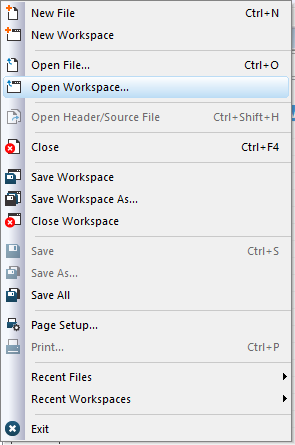 New File Ctrl+N
New Workspace
Open File... Ctrl+O
Open Workspace...
Open Header/Source File Ctrl+Shift+H
Close Ctrl+F4
Save Workspace
Save Workspace As...
Close Workspace
Save Ctrl+S
Save As...
Save All
Page Setup...
Print... Ctrl+P
Recent Files
Recent Workspaces
Exit